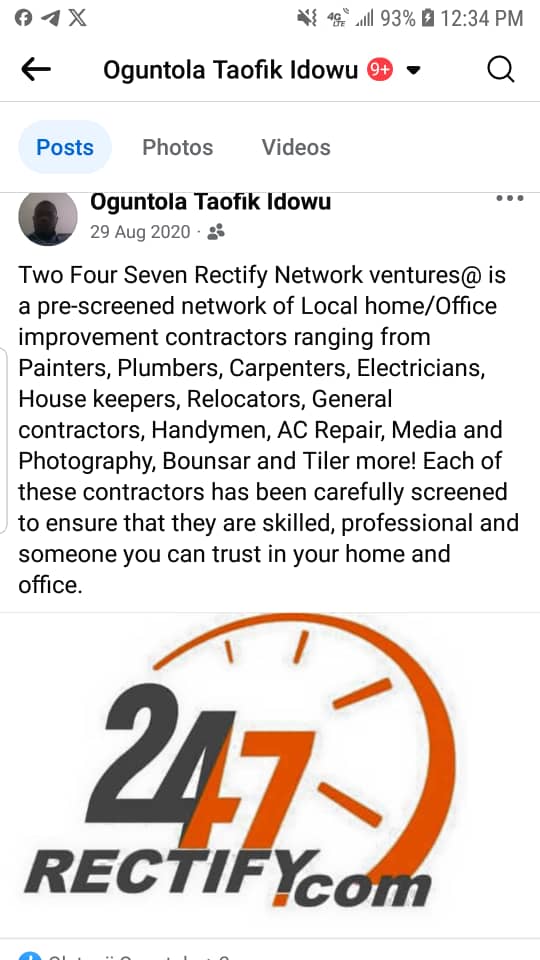 93% 12:34 PM
Oguntola Taofik Idowu 9+
Posts Photos Videos
Oguntola Taofik Idowu
29 Aug 2020 ·
Two Four Seven Rectify Network ventures@ is
a pre-screened network of Local home/Office
improvement contractors ranging from
Painters, Plumbers, Carpenters, Electricians,
House keepers, Relocators, General
contractors, Handymen, AC Repair, Media and
Photography, Bounsar and Tiler more! Each of
these contractors has been carefully screened
to ensure that they are skilled, professional and
someone you can trust in your home and
office.
247
RECTIFY.com